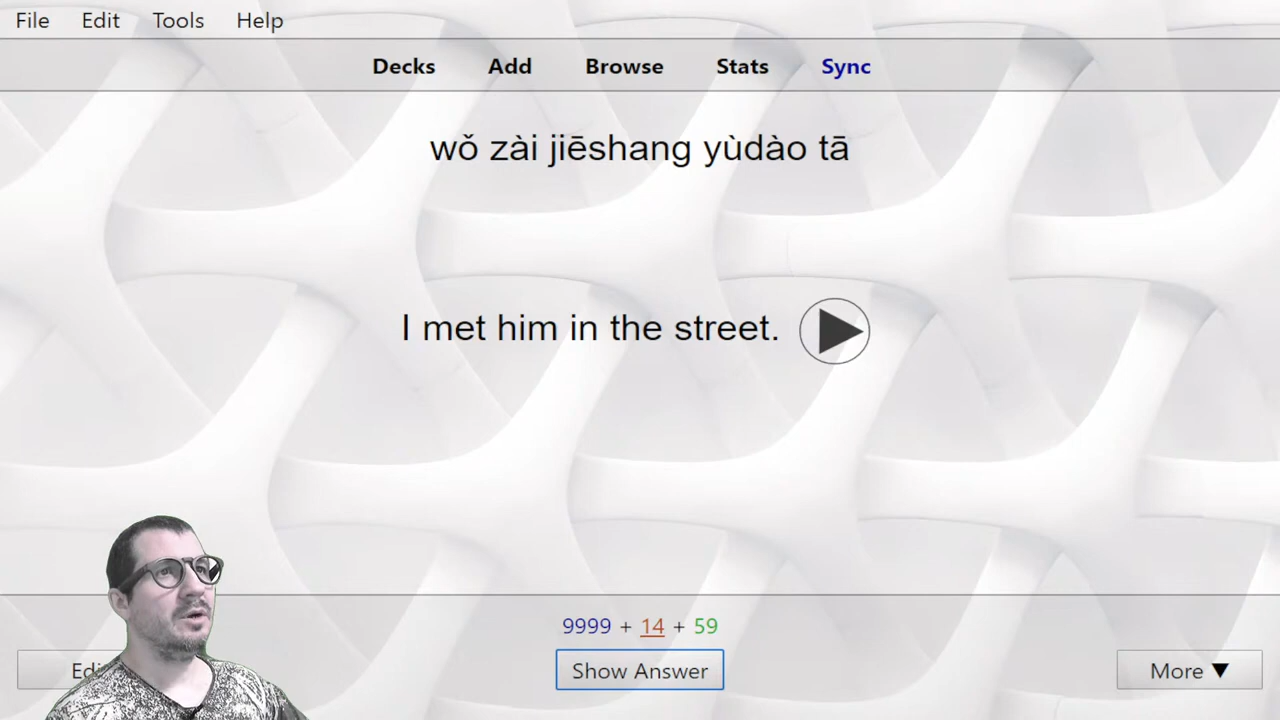 File Edit Tools Help
Decks Add Browse Stats Sync
wǒ zài jiēshang yùdào tā
I met him in the street.
9999 + 14 + 59
Show Answer More ▼